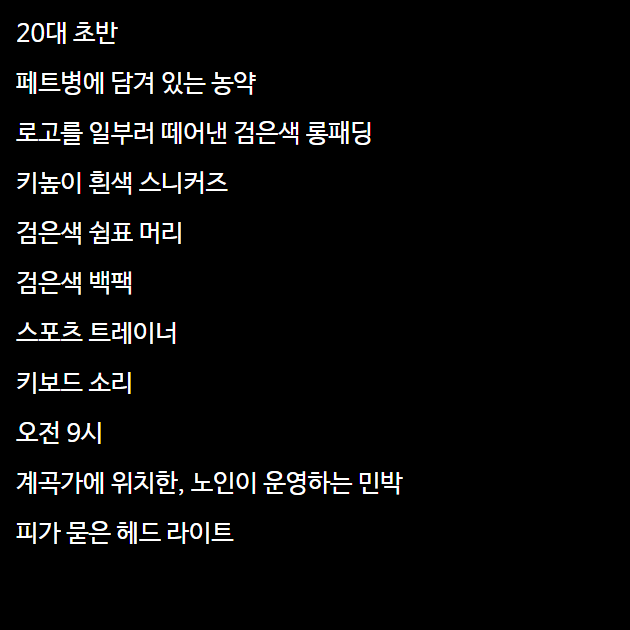 20대 초반
페트병에 담겨 있는 농약
로고를 일부러 떼어낸 검은색 롱패딩
키높이 흰색 스니커즈
검은색 쉼표 머리
검은색 백팩
스포츠 트레이너
키보드 소리
오전 9시
계곡가에 위치한, 노인이 운영하는 민박
피가 묻은 헤드 라이트